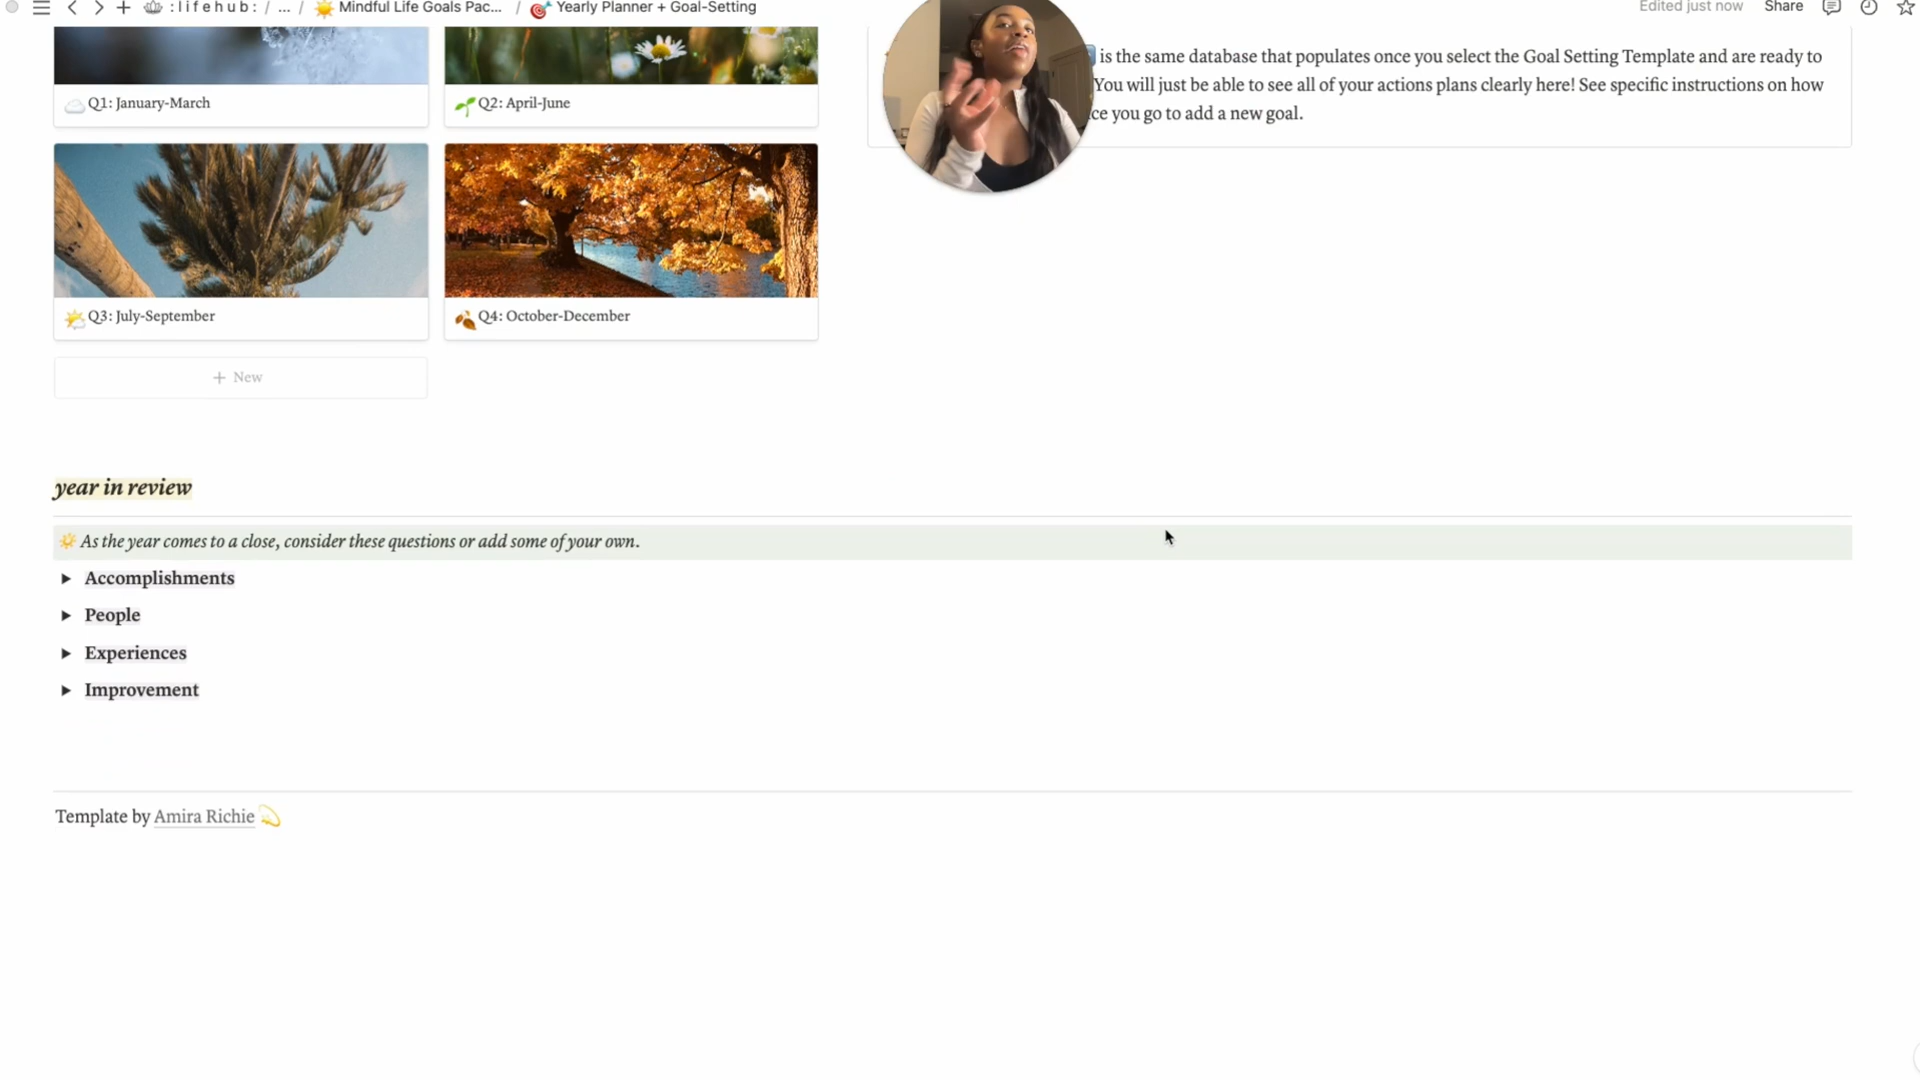 :lifehub: / ... / Mindful Life Goals Pac... / Yearly Planner + Goal-Setting
Edited just now Share
Q1: January-March
Q2: April-June
Q3: July-September
Q4: October-December
+ New
is the same database that populates once you select the Goal Setting Template and are ready to
You will just be able to see all of your actions plans clearly here! See specific instructions on how
you go to add a new goal.
year in review
As the year comes to a close, consider these questions or add some of your own.
Accomplishments
People
Experiences
Improvement
Template by Amira Richie